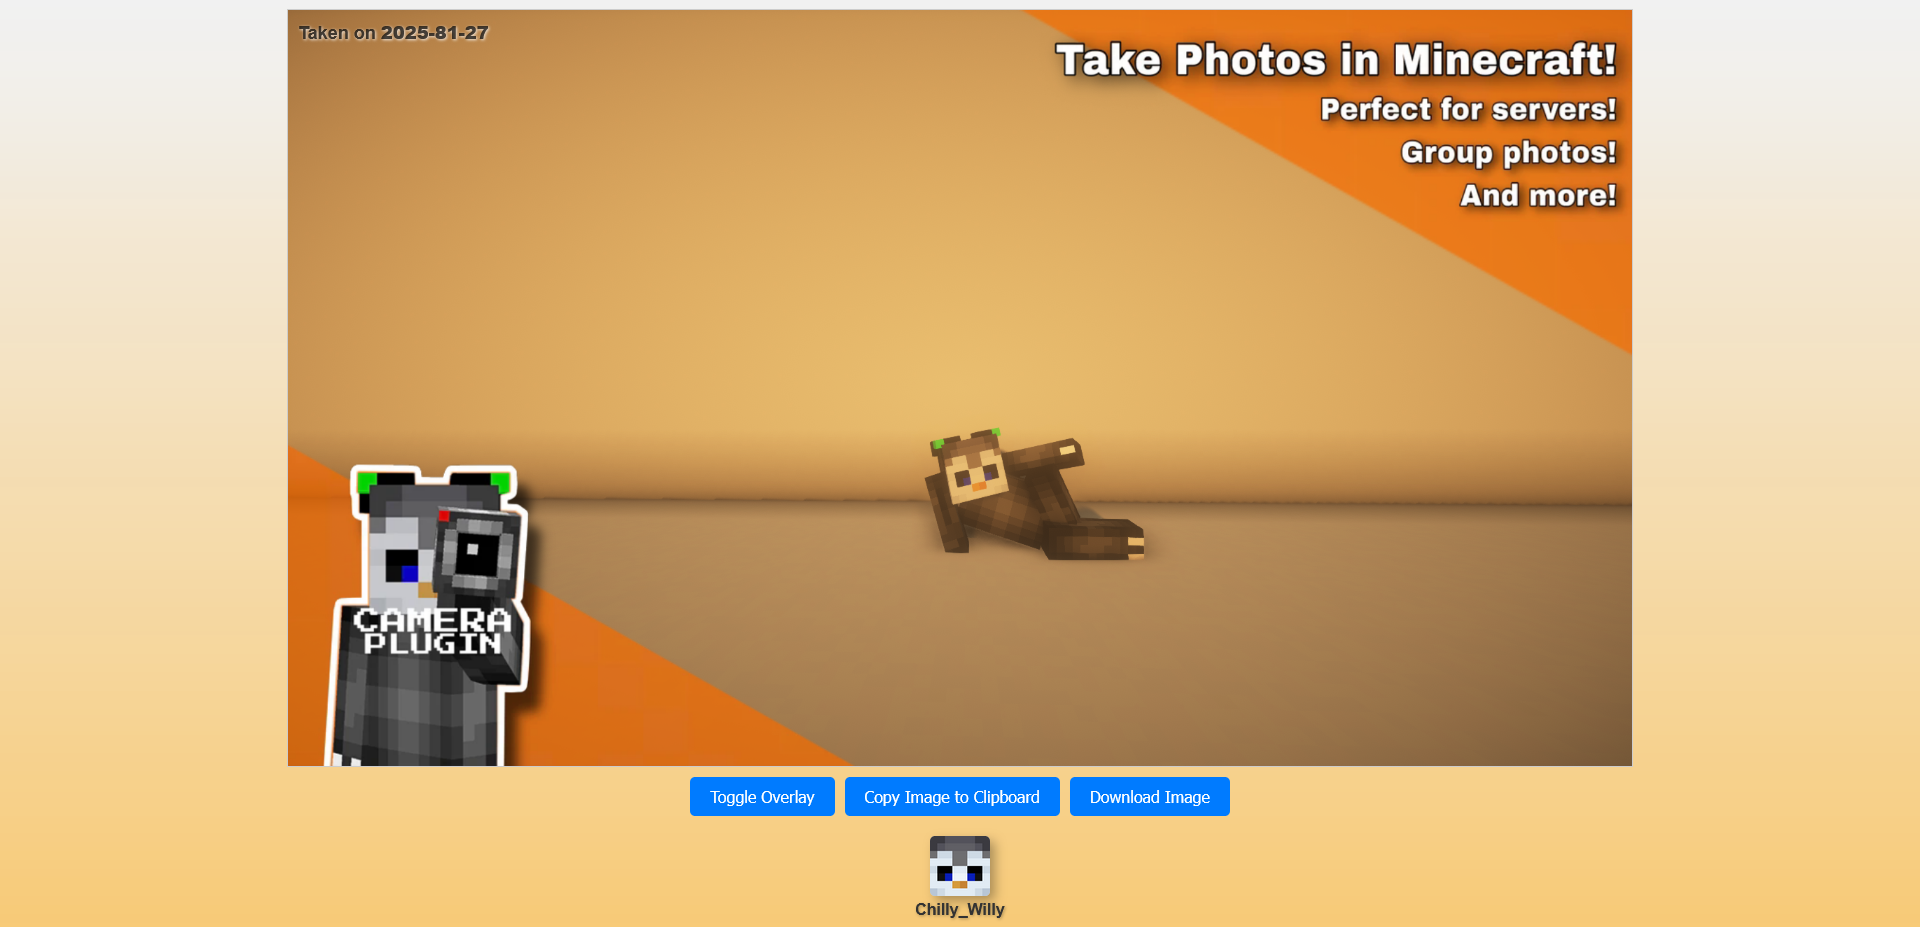 Taken on 2025-81-27
Take Photos in Minecraft!
Perfect for servers!
Group photos!
And more!
CAMERA
PLUGIN
Toggle Overlay
Copy Image to Clipboard
Download Image
Chilly_Willy